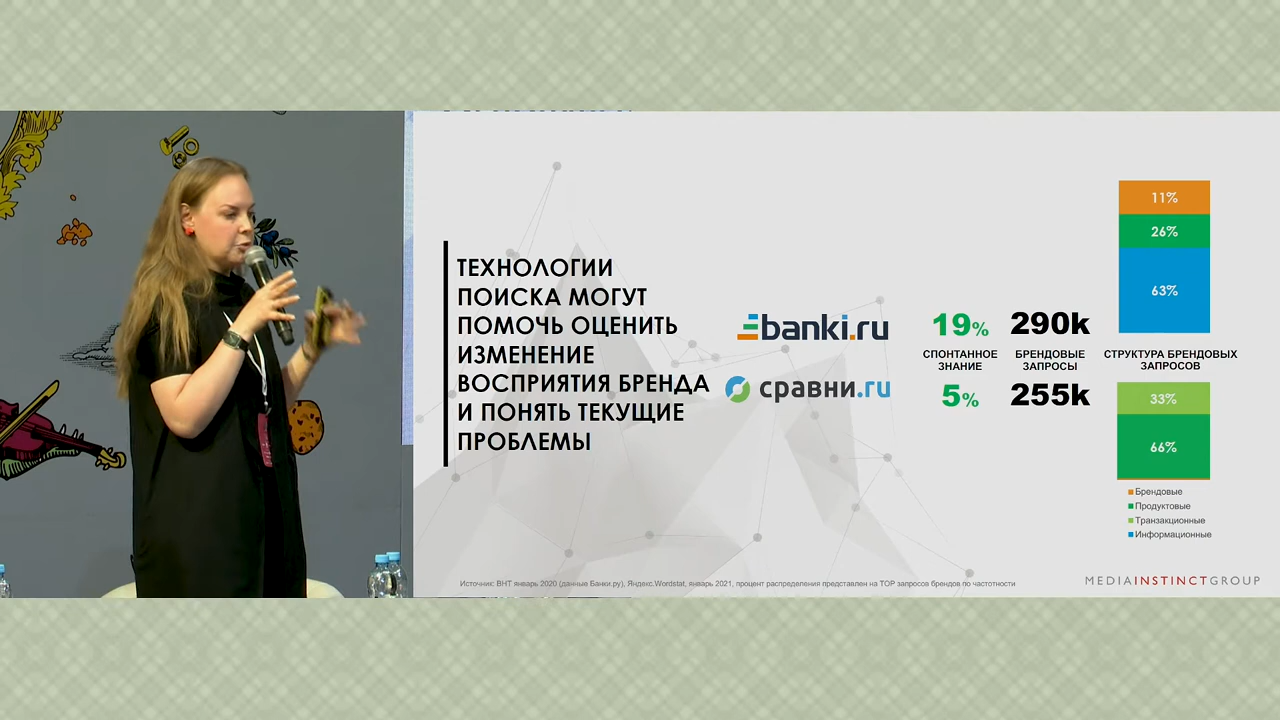 ТЕХНОЛОГИИ
ПОИСКА МОГУТ
ПОМОЧЬ ОЦЕНИТЬ
ИЗМЕНЕНИЕ
ВОСПРИЯТИЯ БРЕНДА
И ПОНЯТЬ ТЕКУЩИЕ
ПРОБЛЕМЫ
banki.ru
сравни.ru
19%
290k
СПОНТАННОЕ
ЗНАНИЕ
БРЕНДОВЫЕ
ЗАПРОСЫ
СТРУКТУРА БРЕНДОВЫХ
ЗАПРОСОВ
5%
255k
11%
26%
63%
33%
66%
Брендовые
Продуктовые
Транзакционные
Информационные
Источник: BHT январь 2020 (данные Банки.ру), Яндекс.Wordstat, январь 2021, процент распределения представлен на TOP запросов брендов по частотности
MEDIAINSTINCTGROUP